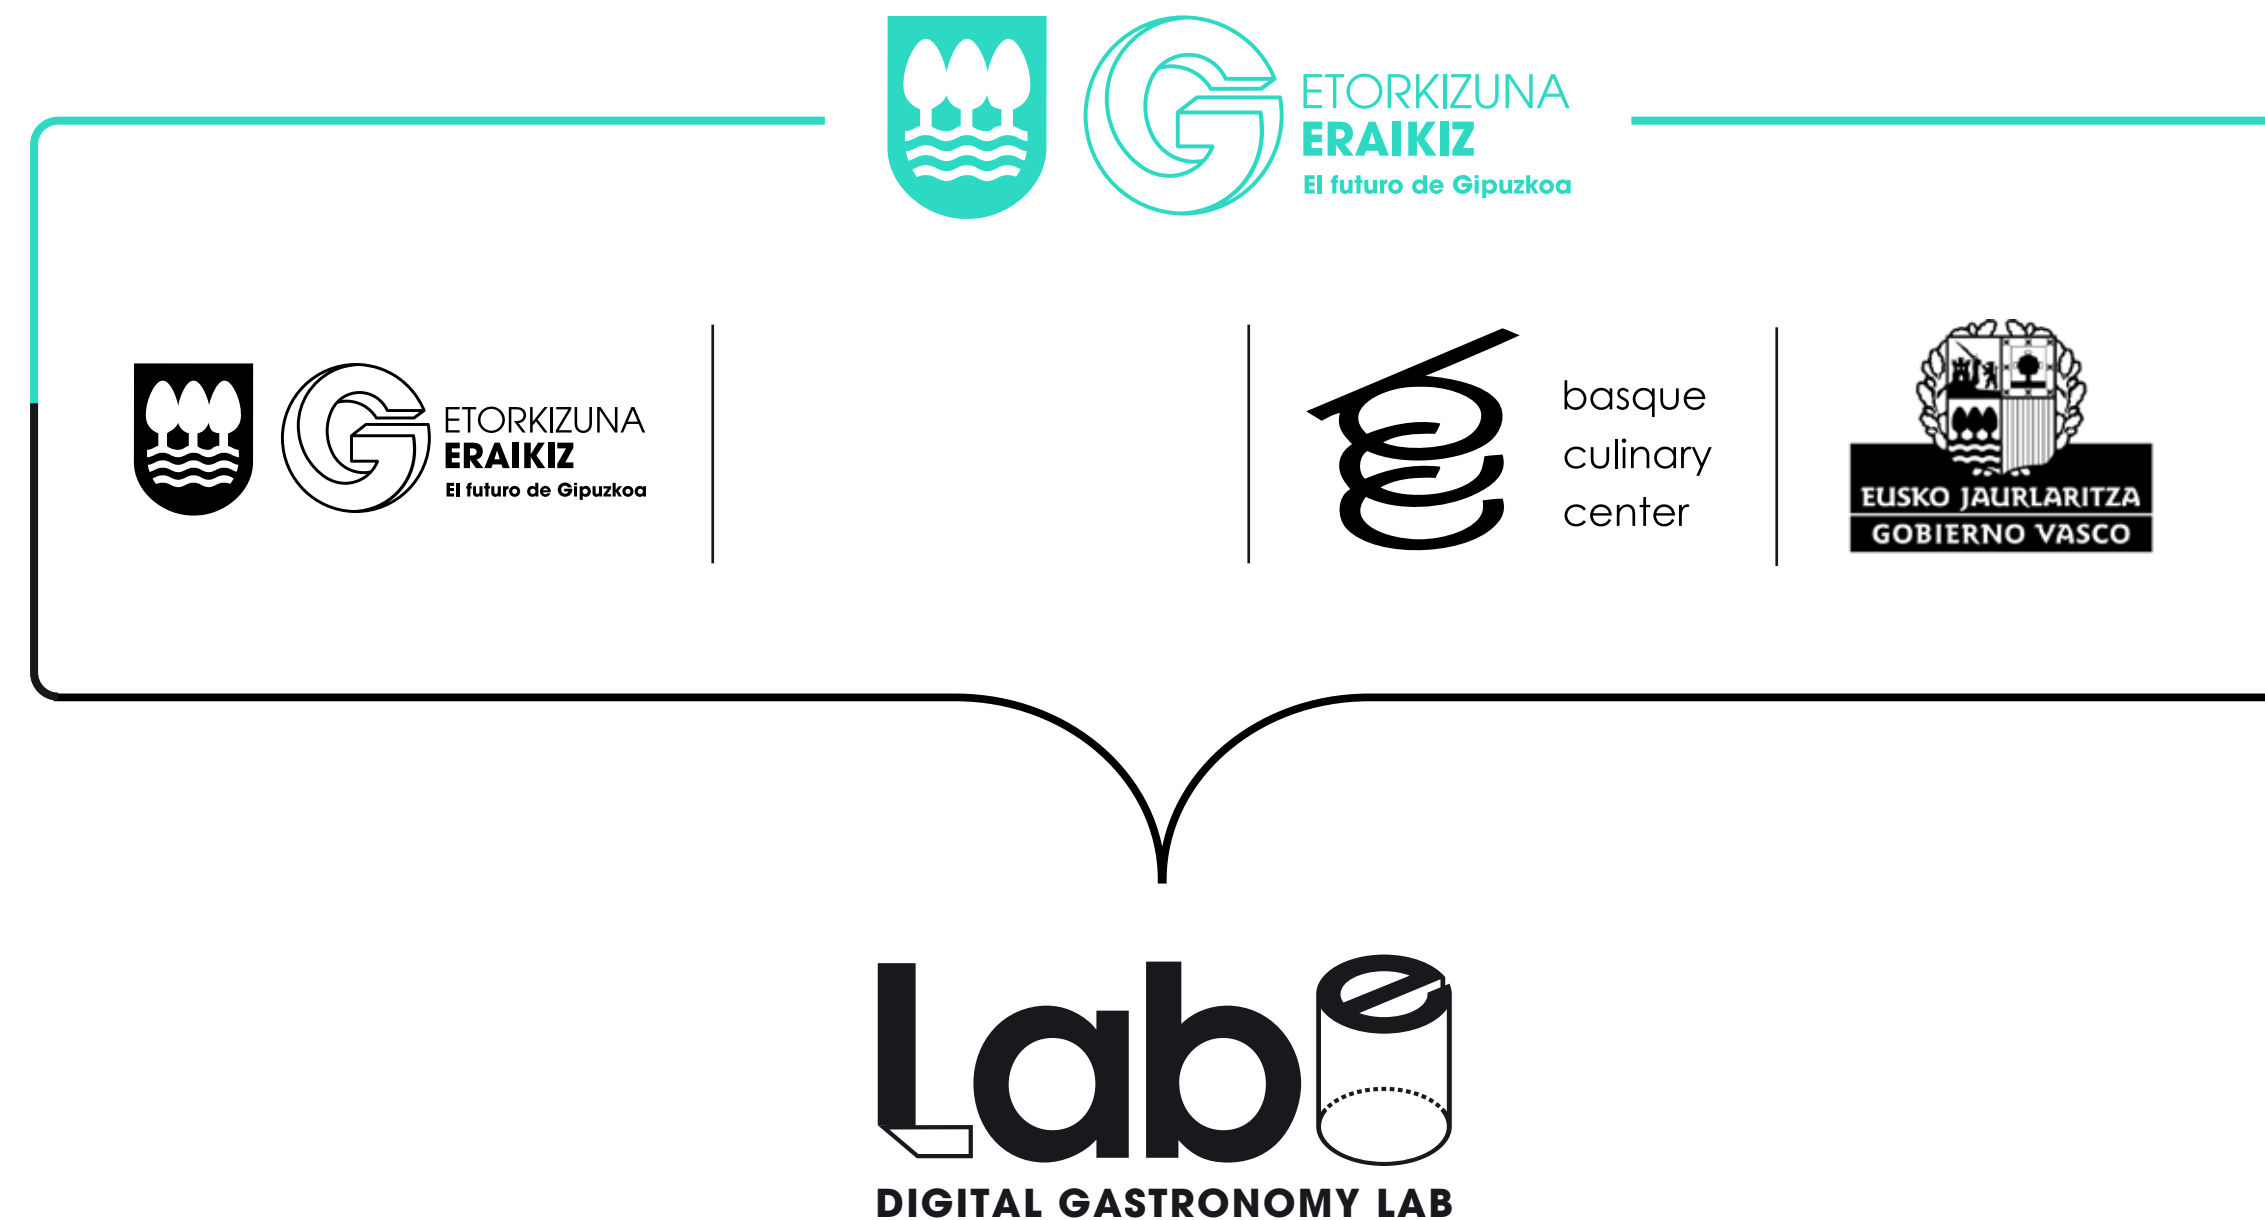 ETORKIZUNA
ERAIKIZ
El futuro de Gipuzkoa
ETORKIZUNA
ERAIKIZ
El futuro de Gipuzkoa
basque
culinary
center
EUSKO JAURLARITZA
GOBIERNO VASCO
Labe
DIGITAL GASTRONOMY LAB